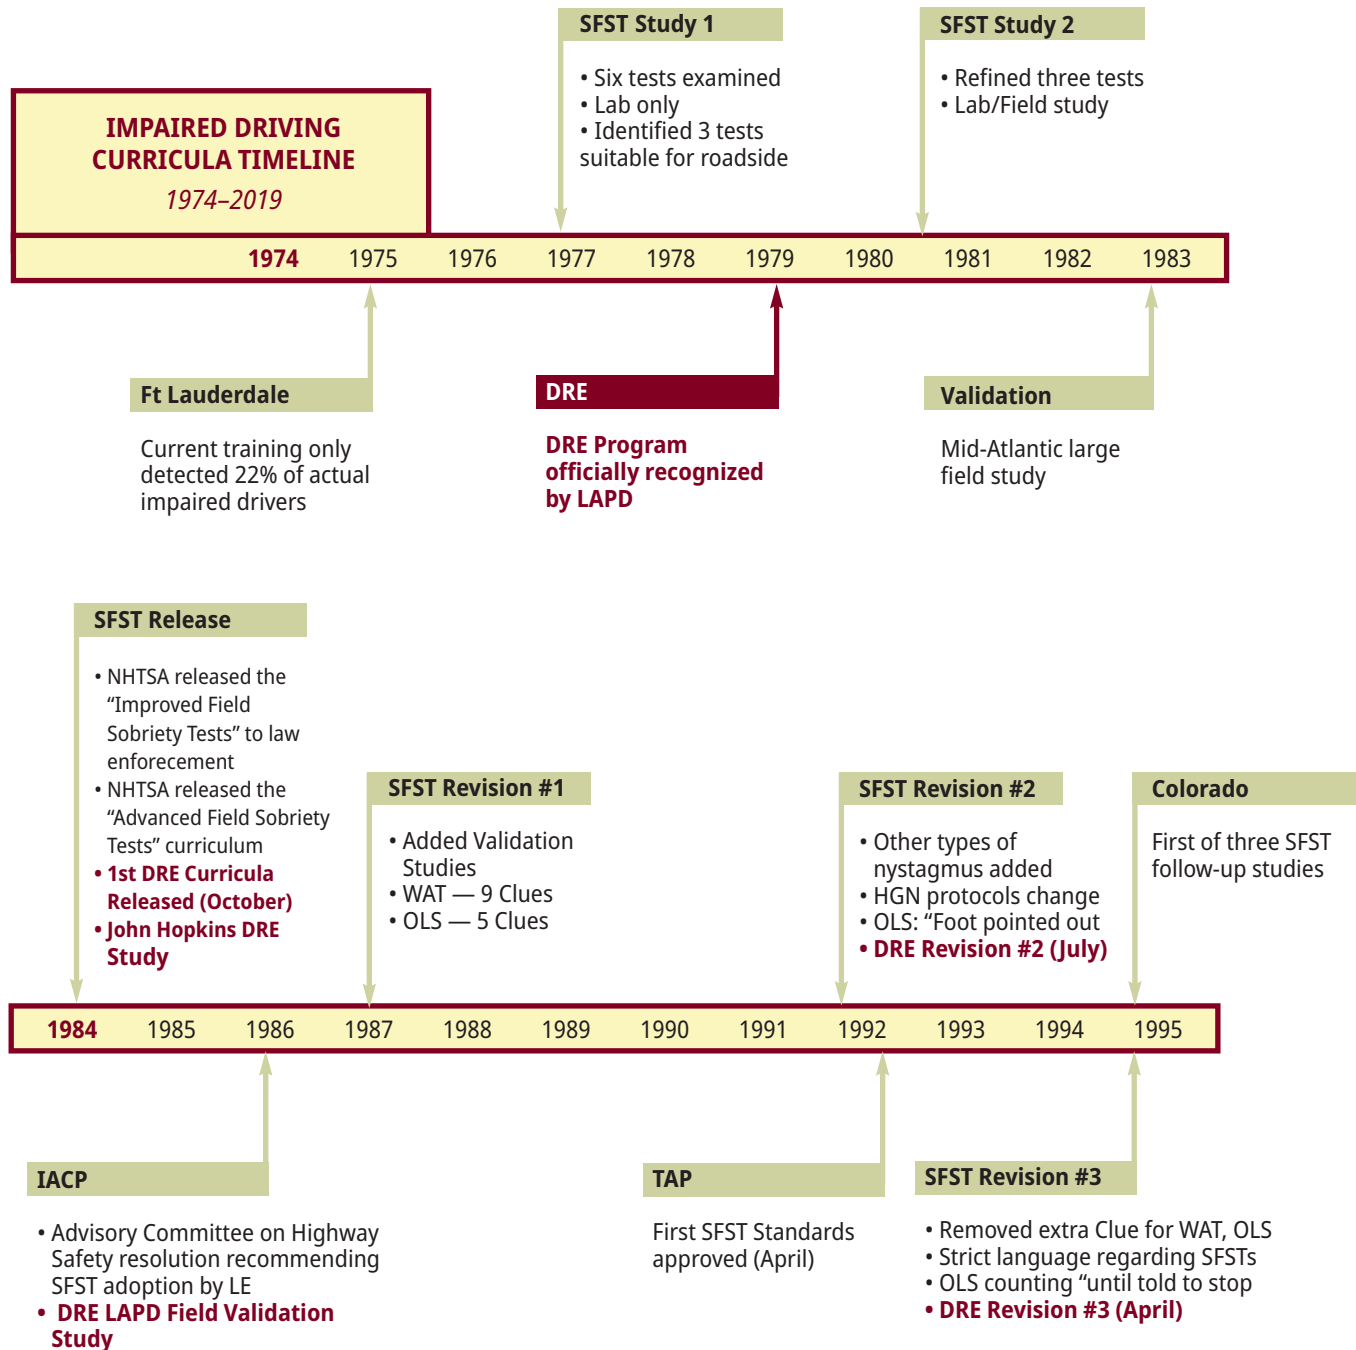 SFST Study 1
• Six tests examined
• Lab only
• Identified 3 tests
suitable for roadside
SFST Study 2
• Refined three tests
• Lab/Field study
IMPAIRED DRIVING
CURRICULA TIMELINE
1974–2019
1974 1975 1976 1977 1978 1979 1980 1981 1982 1983
Ft Lauderdale
Current training only
detected 22% of actual
impaired drivers
DRE
DRE Program
officially recognized
by LAPD
Validation
Mid-Atlantic large
field study
SFST Release
• NHTSA released the
“Improved Field
Sobriety Tests” to law
enforecement
• NHTSA released the
“Advanced Field Sobriety
Tests” curriculum
• 1st DRE Curricula
Released (October)
• John Hopkins DRE
Study
SFST Revision #1
• Added Validation
Studies
• WAT — 9 Clues
• OLS — 5 Clues
SFST Revision #2
• Other types of
nystagmus added
• HGN protocols change
• OLS: “Foot pointed out
• DRE Revision #2 (July)
Colorado
First of three SFST
follow-up studies
1984 1985 1986 1987 1988 1989 1990 1991 1992 1993 1994 1995
IACP
• Advisory Committee on Highway
Safety resolution recommending
SFST adoption by LE
• DRE LAPD Field Validation
Study
TAP
First SFST Standards
approved (April)
SFST Revision #3
• Removed extra Clue for WAT, OLS
• Strict language regarding SFSTs
• OLS counting “until told to stop
• DRE Revision #3 (April)